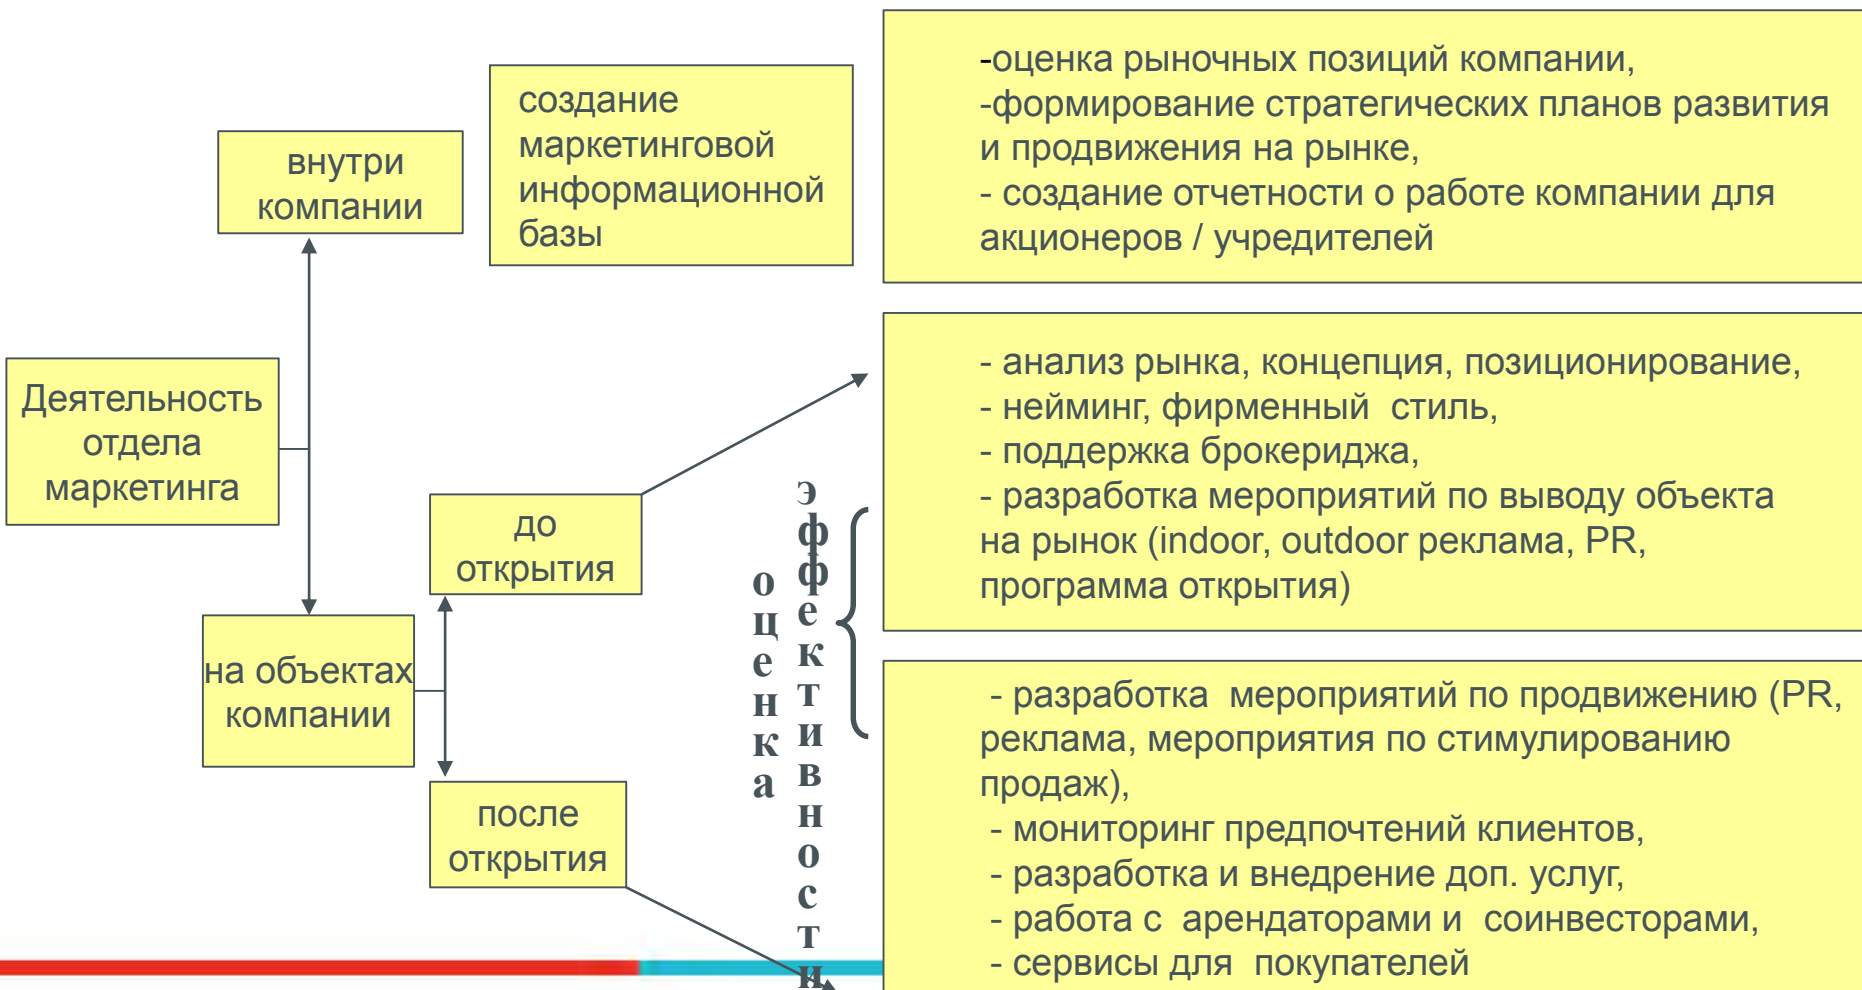 Деятельность
отдела
маркетинга
внутри
компании
создание
маркетинговой
информационной
базы
-оценка рыночных позиций компании,
-формирование стратегических планов развития
и продвижения на рынке,
- создание отчетности о работе компании для
акционеров / учредителей
на объектах
компании
до
открытия
- анализ рынка, концепция, позиционирование,
- нейминг, фирменный стиль,
- поддержка брокериджа,
- разработка мероприятий по выводу объекта
на рынок (indoor, outdoor реклама, PR,
программа открытия)
оценка
эффективности
после
открытия
- разработка мероприятий по продвижению (PR,
реклама, мероприятия по стимулированию
продаж),
- мониторинг предпочтений клиентов,
- разработка и внедрение доп. услуг,
- работа с арендаторами и соинвесторами,
- сервисы для покупателей